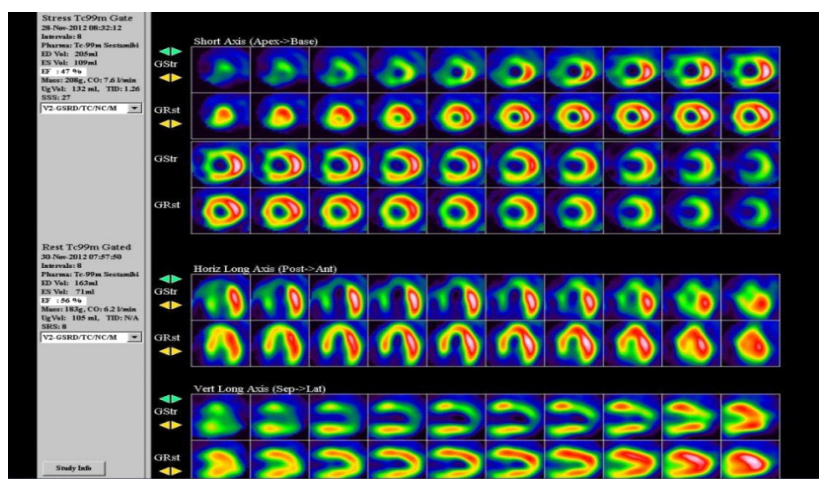 Stress Tc99m Gate
28-Nov-2012 08:32:12
Intervals: 8
Pharma: Tc-99m Sestamibi
ED Vol: 205ml
ES Vol: 109ml
EF : 47 %
Mass: 208g, CO: 7.6 l/min
UgVol: 132 ml, TID: 1.26
SSS: 27
V2-GSRD/TC/NC/M
Rest Tc99m Gated
30-Nov-2012 07:57:50
Intervals: 8
Pharma: Tc-99m Sestamibi
ED Vol: 163ml
ES Vol: 71ml
EF : 56 %
Mass: 183g, CO: 6.2 l/min
UgVol: 105 ml, TID: N/A
SRS: 8
V2-GSRD/TC/NC/M
Study Info
Short Axis (Apex->Base)
GStr
GRst
GStr
GRst
Horiz Long Axis (Post->Ant)
GStr
GRst
Vert Long Axis (Sep->Lat)
GStr
GRst